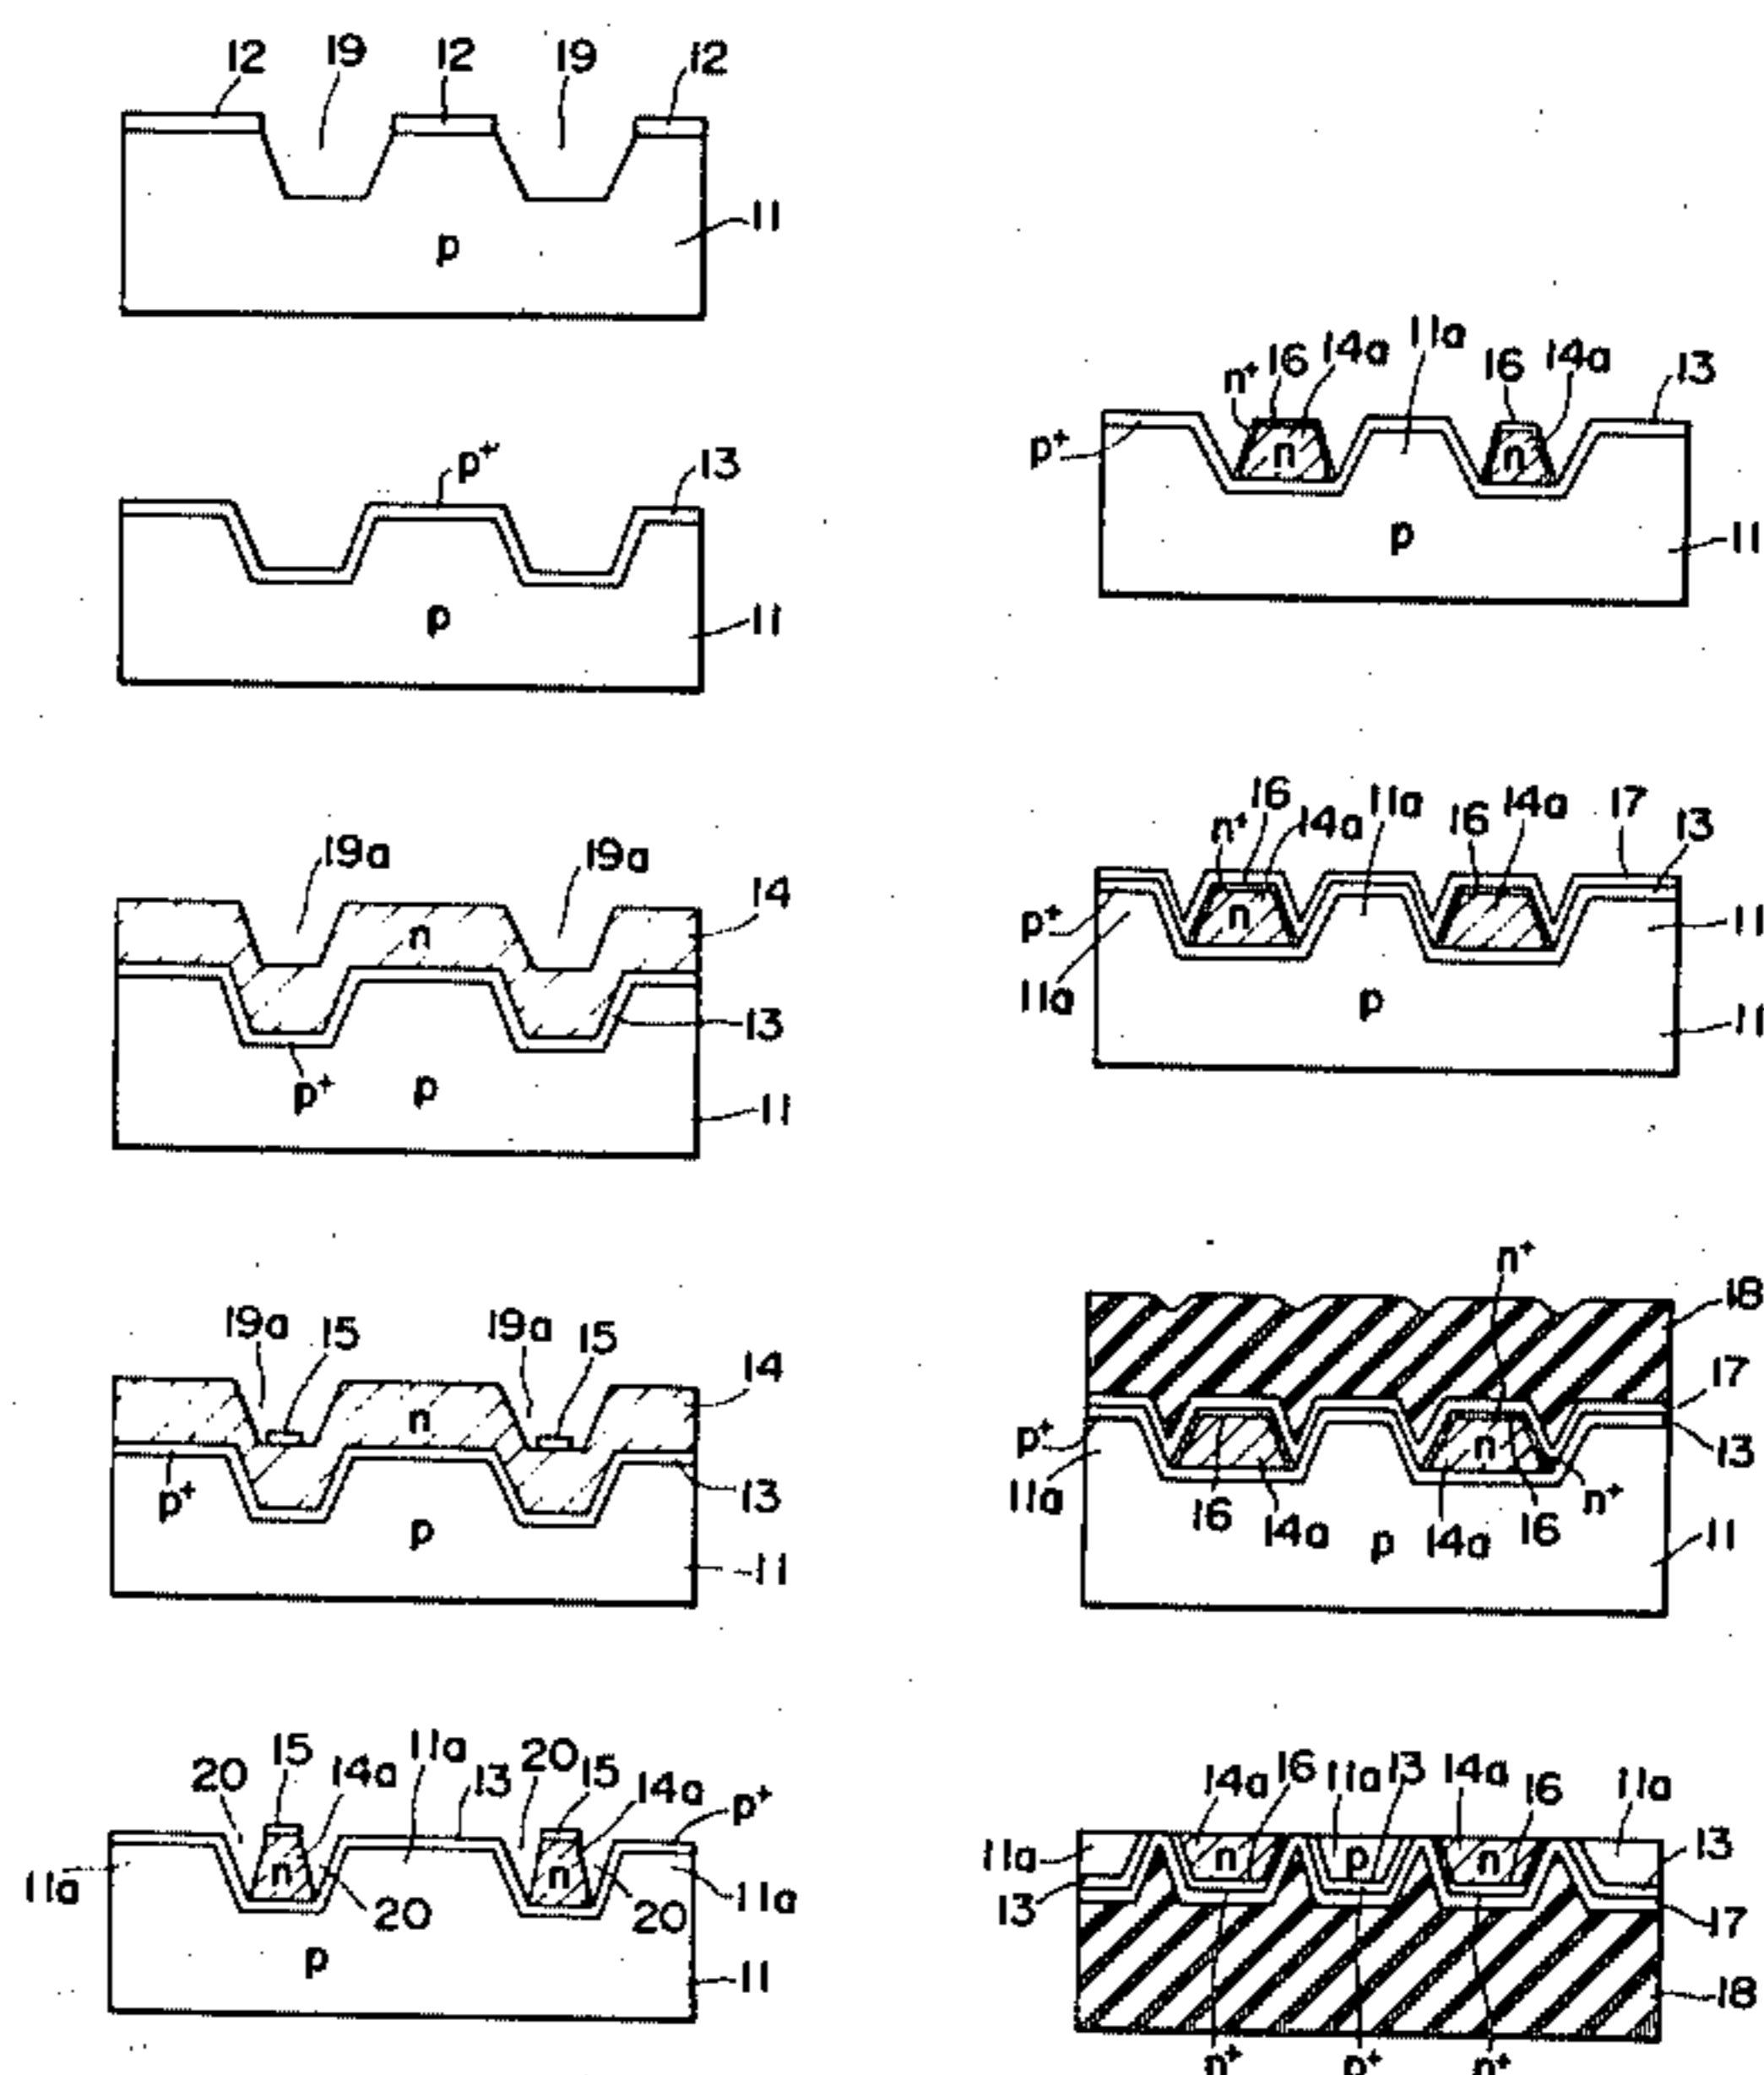 12 19 12 19 12
11
p
p+ 13
p 11
19a 19a 14
n
13
p+ p 11
19a 15 19a 15 14
n
p+ 13
p 11
20 15 14a 11a 13 20 15 14a p+
n n
11a 20 20 11a
p 11
n+ 16 14a 11a 16 14a 13
p+ n n
p 11
n+ 16 14a 11a 16 14a 17 13
p+ n 11
11a p 11
n+
18
17
p+ n 13
11a 16 14a p 14a 16 n+ 11
14a 16 11a 13 14a 16 11a
11a n p n 13
13 17
18
n+ p+ n+